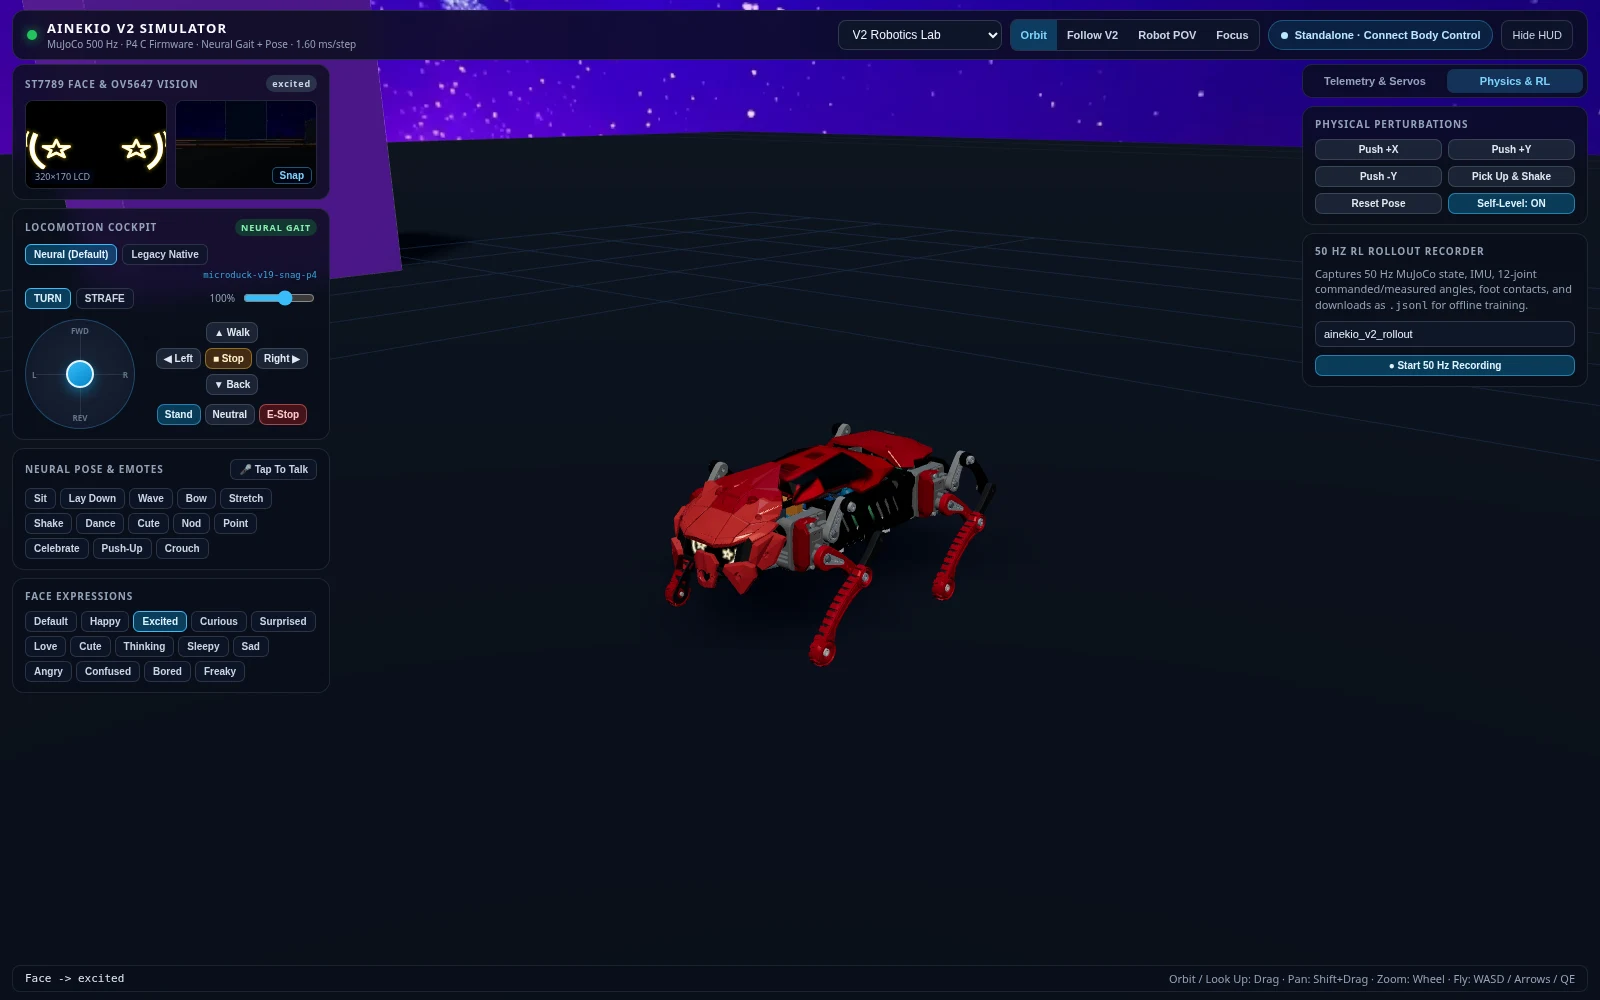 AINEKIO V2 SIMULATOR
MuJoCo 500 Hz · P4 C Firmware · Neural Gait + Pose · 1.60 ms/step
V2 Robotics Lab
Orbit Follow V2 Robot POV Focus
Standalone · Connect Body Control
Hide HUD
ST7789 FACE & OV5647 VISION
excited
320×170 LCD
Snap
LOCOMOTION COCKPIT
NEURAL GAIT
Neural (Default) Legacy Native
microduck-v19-snag-p4
TURN STRAFE 100%
FWD
L R
REV
▲ Walk
◀ Left ■ Stop Right ▶
▼ Back
Stand Neutral E-Stop
NEURAL POSE & EMOTES
🎤 Tap To Talk
Sit Lay Down Wave Bow Stretch
Shake Dance Cute Nod Point
Celebrate Push-Up Crouch
FACE EXPRESSIONS
Default Happy Excited Curious Surprised
Love Cute Thinking Sleepy Sad
Angry Confused Bored Freaky
Telemetry & Servos Physics & RL
PHYSICAL PERTURBATIONS
Push +X Push +Y
Push -Y Pick Up & Shake
Reset Pose Self-Level: ON
50 HZ RL ROLLOUT RECORDER
Captures 50 Hz MuJoCo state, IMU, 12-joint
commanded/measured angles, foot contacts, and
downloads as .jsonl for offline training.
ainekio_v2_rollout
● Start 50 Hz Recording
Face -> excited
Orbit / Look Up: Drag · Pan: Shift+Drag · Zoom: Wheel · Fly: WASD / Arrows / QE